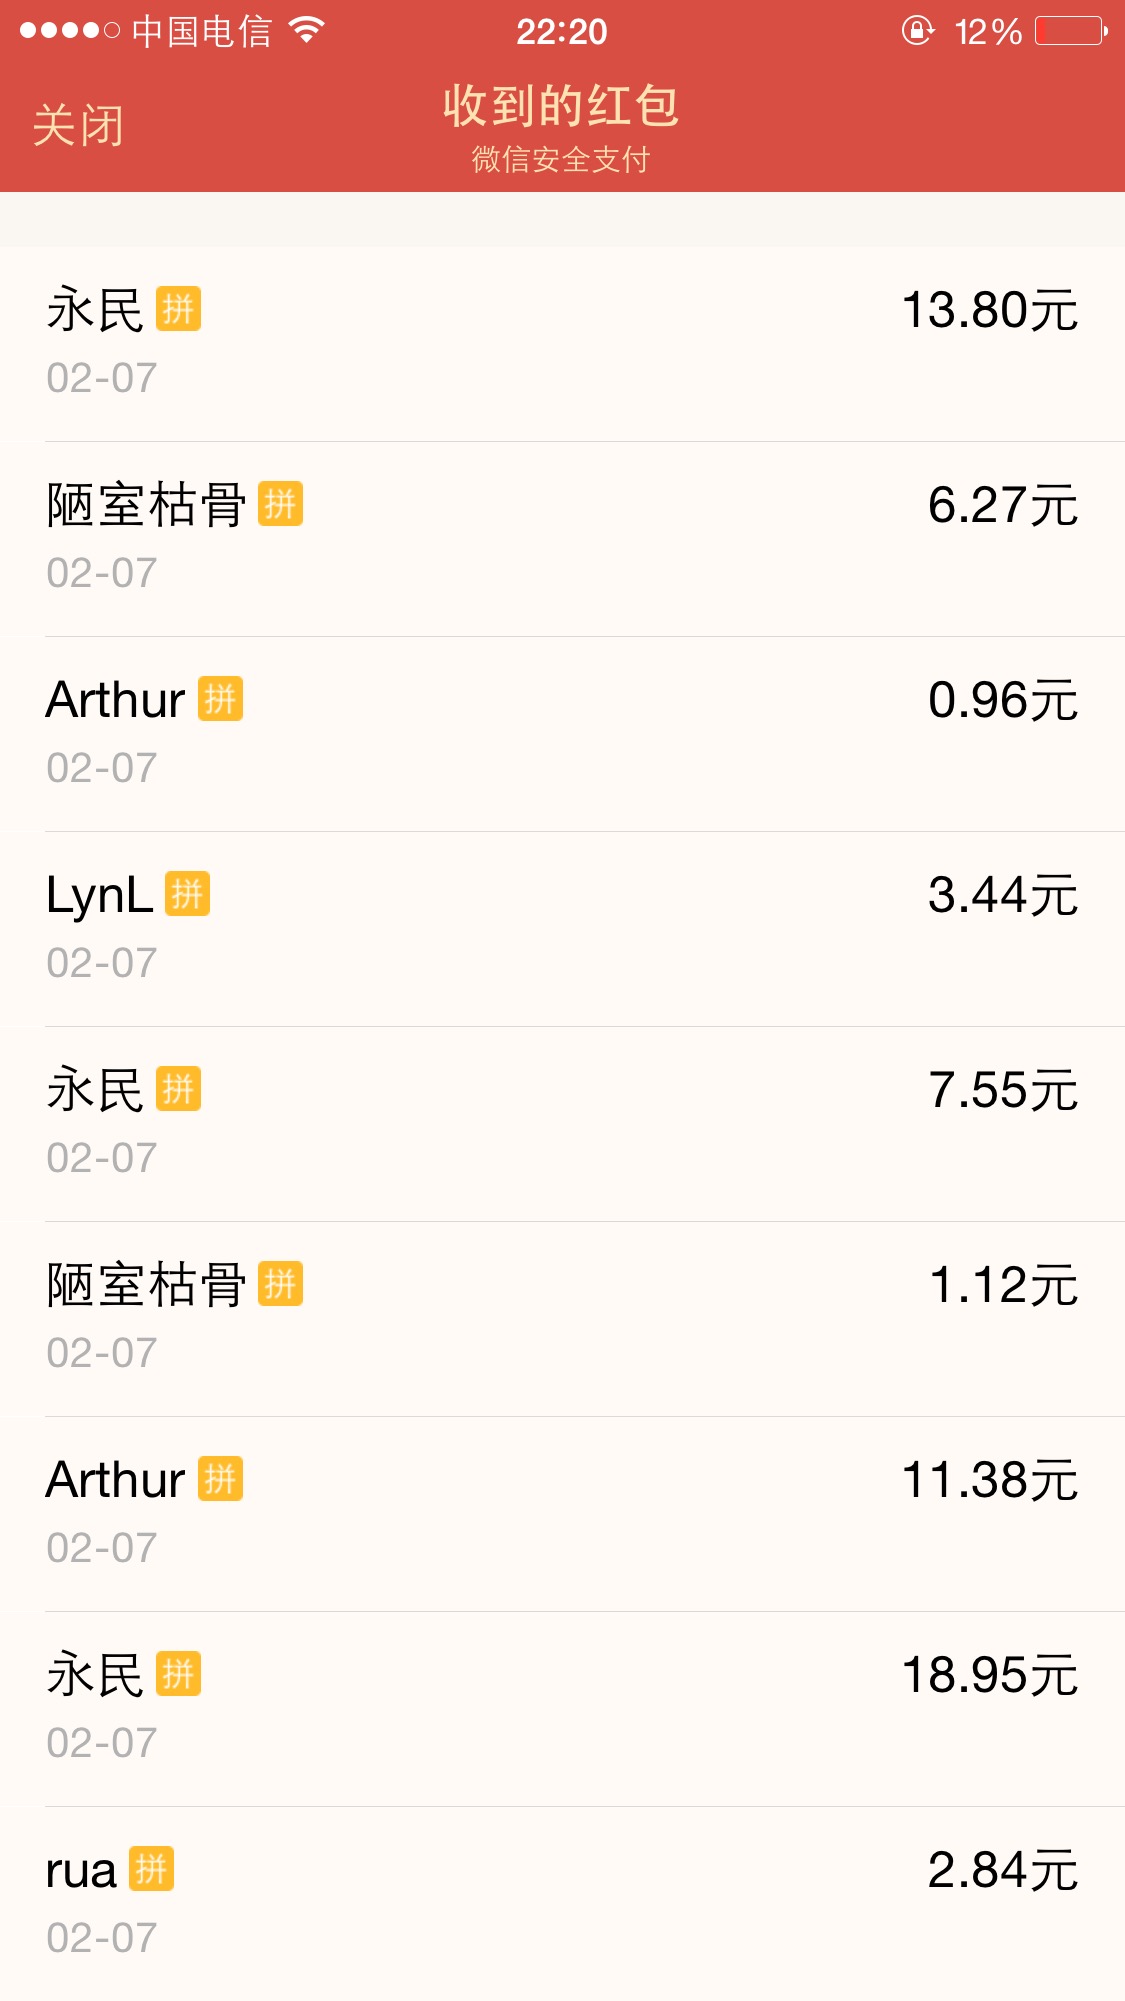 中国电信 22:20 12%
关闭 收到的红包
微信安全支付
永民 拼 13.80元
02-07
陋室枯骨 拼 6.27元
02-07
Arthur 拼 0.96元
02-07
LynL 拼 3.44元
02-07
永民 拼 7.55元
02-07
陋室枯骨 拼 1.12元
02-07
Arthur 拼 11.38元
02-07
永民 拼 18.95元
02-07
rua 拼 2.84元
02-07